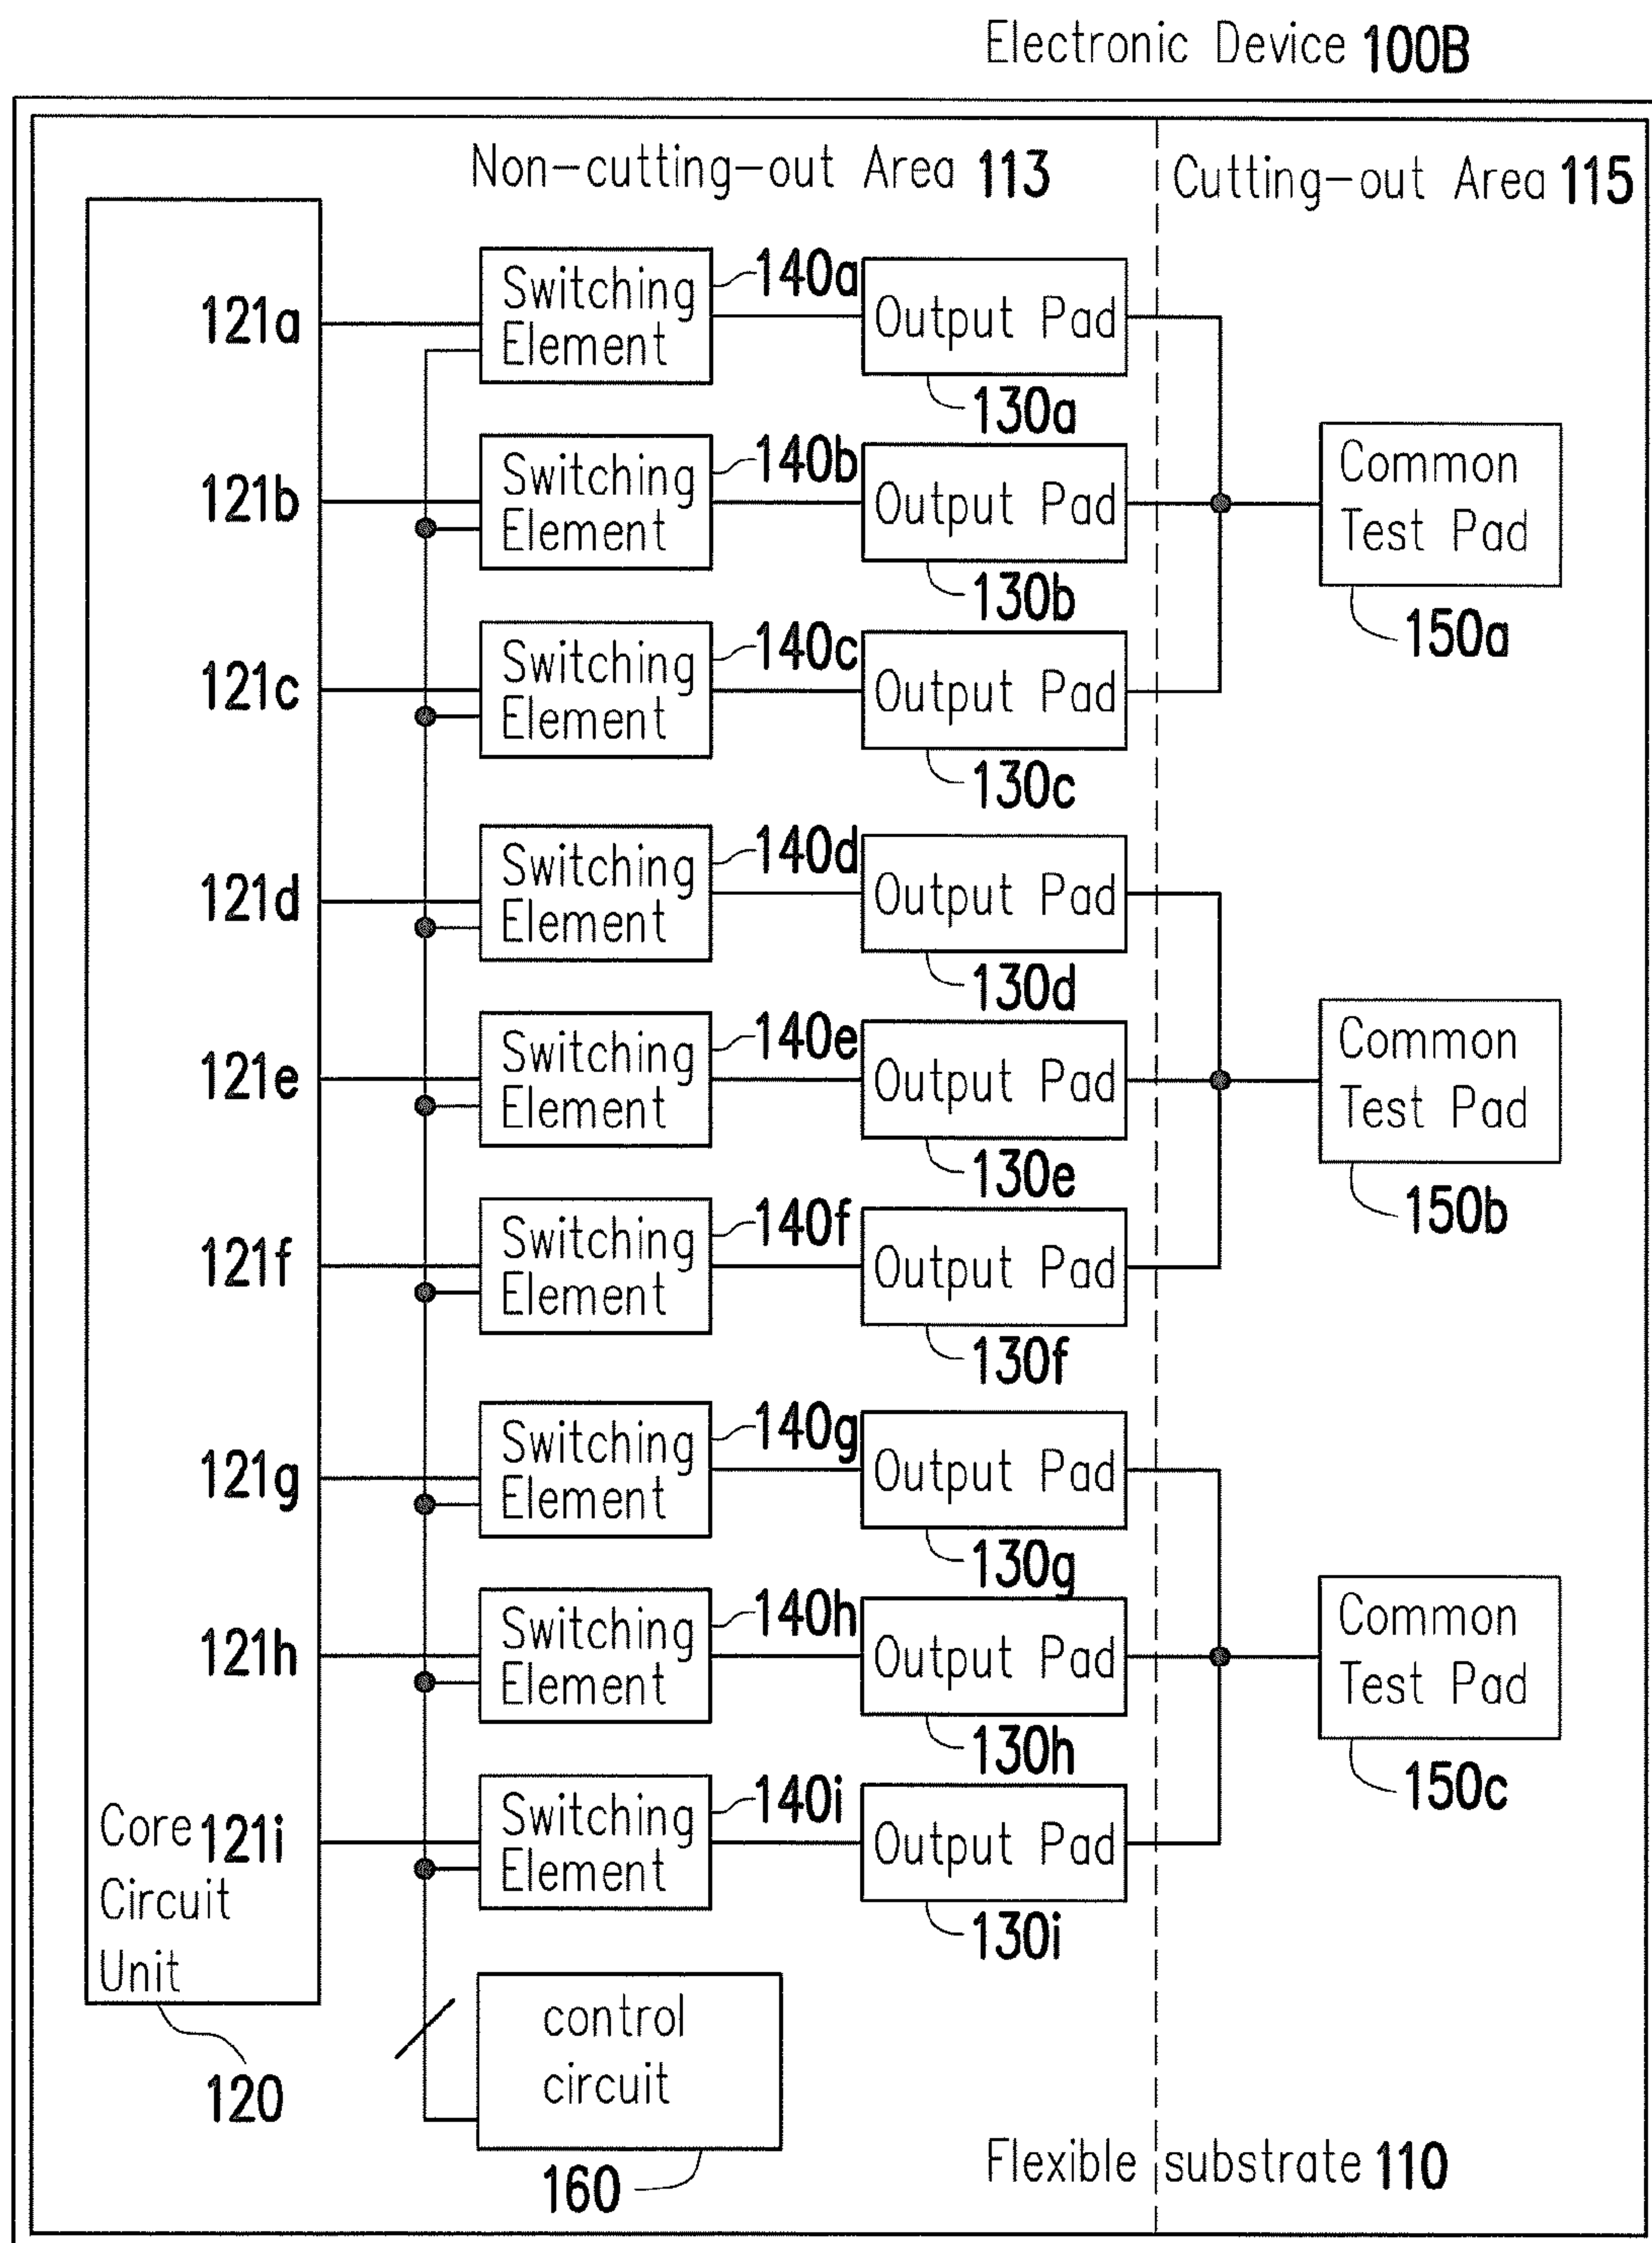 Electronic Device 100B
Non-cutting-out Area 113
Cutting-out Area 115
121a
Switching
Element
140a
Output Pad
130a
121b
Switching
Element
140b
Output Pad
130b
Common
Test Pad
150a
121c
Switching
Element
140c
Output Pad
130c
121d
Switching
Element
140d
Output Pad
130d
121e
Switching
Element
140e
Output Pad
130e
Common
Test Pad
150b
121f
Switching
Element
140f
Output Pad
130f
121g
Switching
Element
140g
Output Pad
130g
121h
Switching
Element
140h
Output Pad
130h
Common
Test Pad
150c
121i
Switching
Element
140i
Output Pad
130i
Core
Circuit
Unit
120
control
circuit
160
Flexible substrate 110